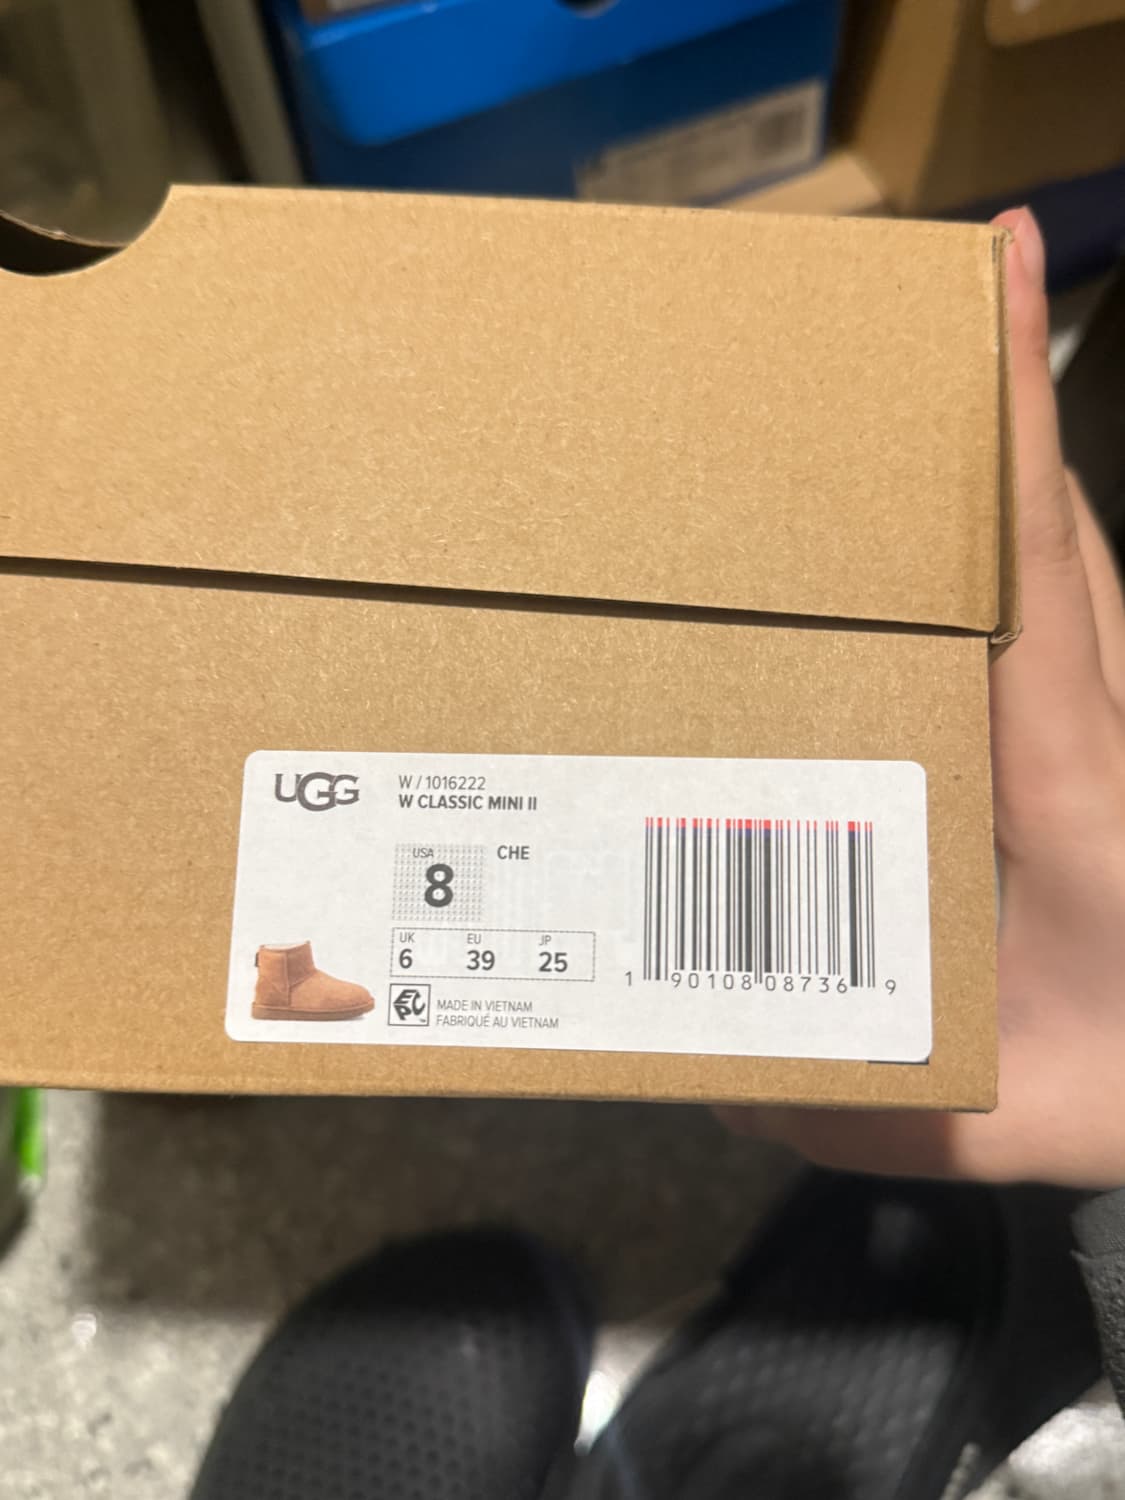 UGG
W / 1016222
W CLASSIC MINI II
USA
8
CHE
UK EU JP
6 39 25
EPC
MADE IN VIETNAM
FABRIQUÉ AU VIETNAM
1 90108 08736 9